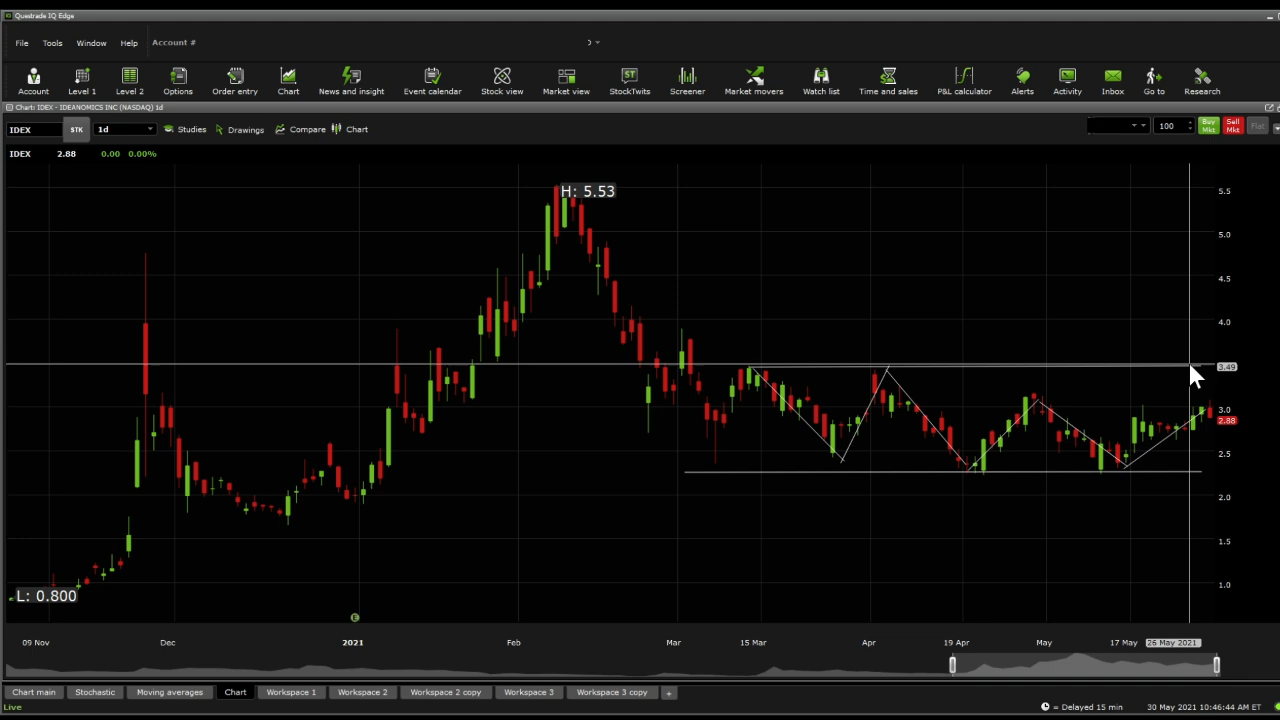 Questrade IQ Edge
File Tools Window Help Account #
Account Level 1 Level 2 Options Order entry Chart News and insight Event calendar Stock view Market view StockTwits Screener Market movers Watch list Time and sales P&L calculator Alerts Activity Inbox Go to Research
Chart: IDEX - IDEANOMICS INC (NASDAQ) 1d
IDEX STK 1d Studies Drawings Compare Chart 100 Buy Mkt Sell Mkt Flat
IDEX 2.88 0.00 0.00%
H: 5.53
5.5
5.0
4.5
4.0
3.49
3.0
2.88
2.5
2.0
1.5
1.0
L: 0.800
E
09 Nov Dec 2021 Feb Mar 15 Mar Apr 19 Apr May 17 May 26 May 2021
Chart main Stochastic Moving averages Chart Workspace 1 Workspace 2 Workspace 2 copy Workspace 3 Workspace 3 copy +
Live = Delayed 15 min 30 May 2021 10:46:44 AM ET